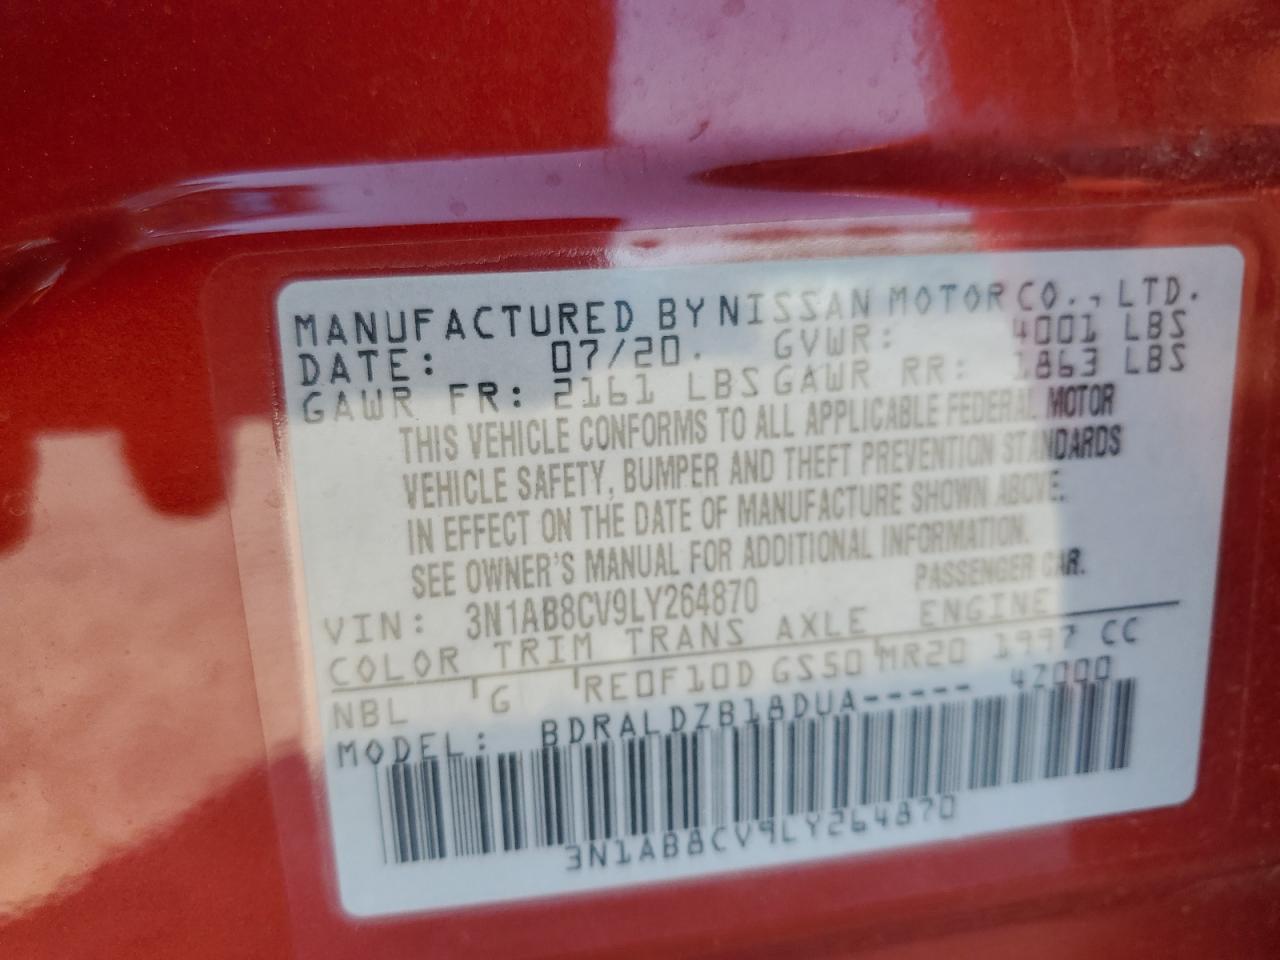 MANUFACTURED BY NISSAN MOTOR CO., LTD.
DATE: 07/20. GVWR: 4001 LBS
GAWR FR: 2161 LBS GAWR RR: 1863 LBS
THIS VEHICLE CONFORMS TO ALL APPLICABLE FEDERAL MOTOR
VEHICLE SAFETY, BUMPER AND THEFT PREVENTION STANDARDS
IN EFFECT ON THE DATE OF MANUFACTURE SHOWN ABOVE.
SEE OWNER'S MANUAL FOR ADDITIONAL INFORMATION.
PASSENGER CAR.
VIN: 3N1AB8CV9LY264870
COLOR TRIM TRANS AXLE ENGINE
NBL G RE0F10D GS50 MR20 1997 CC
MODEL: BDRALDZB18DUA----- 47000
3N1AB8CV9LY264870